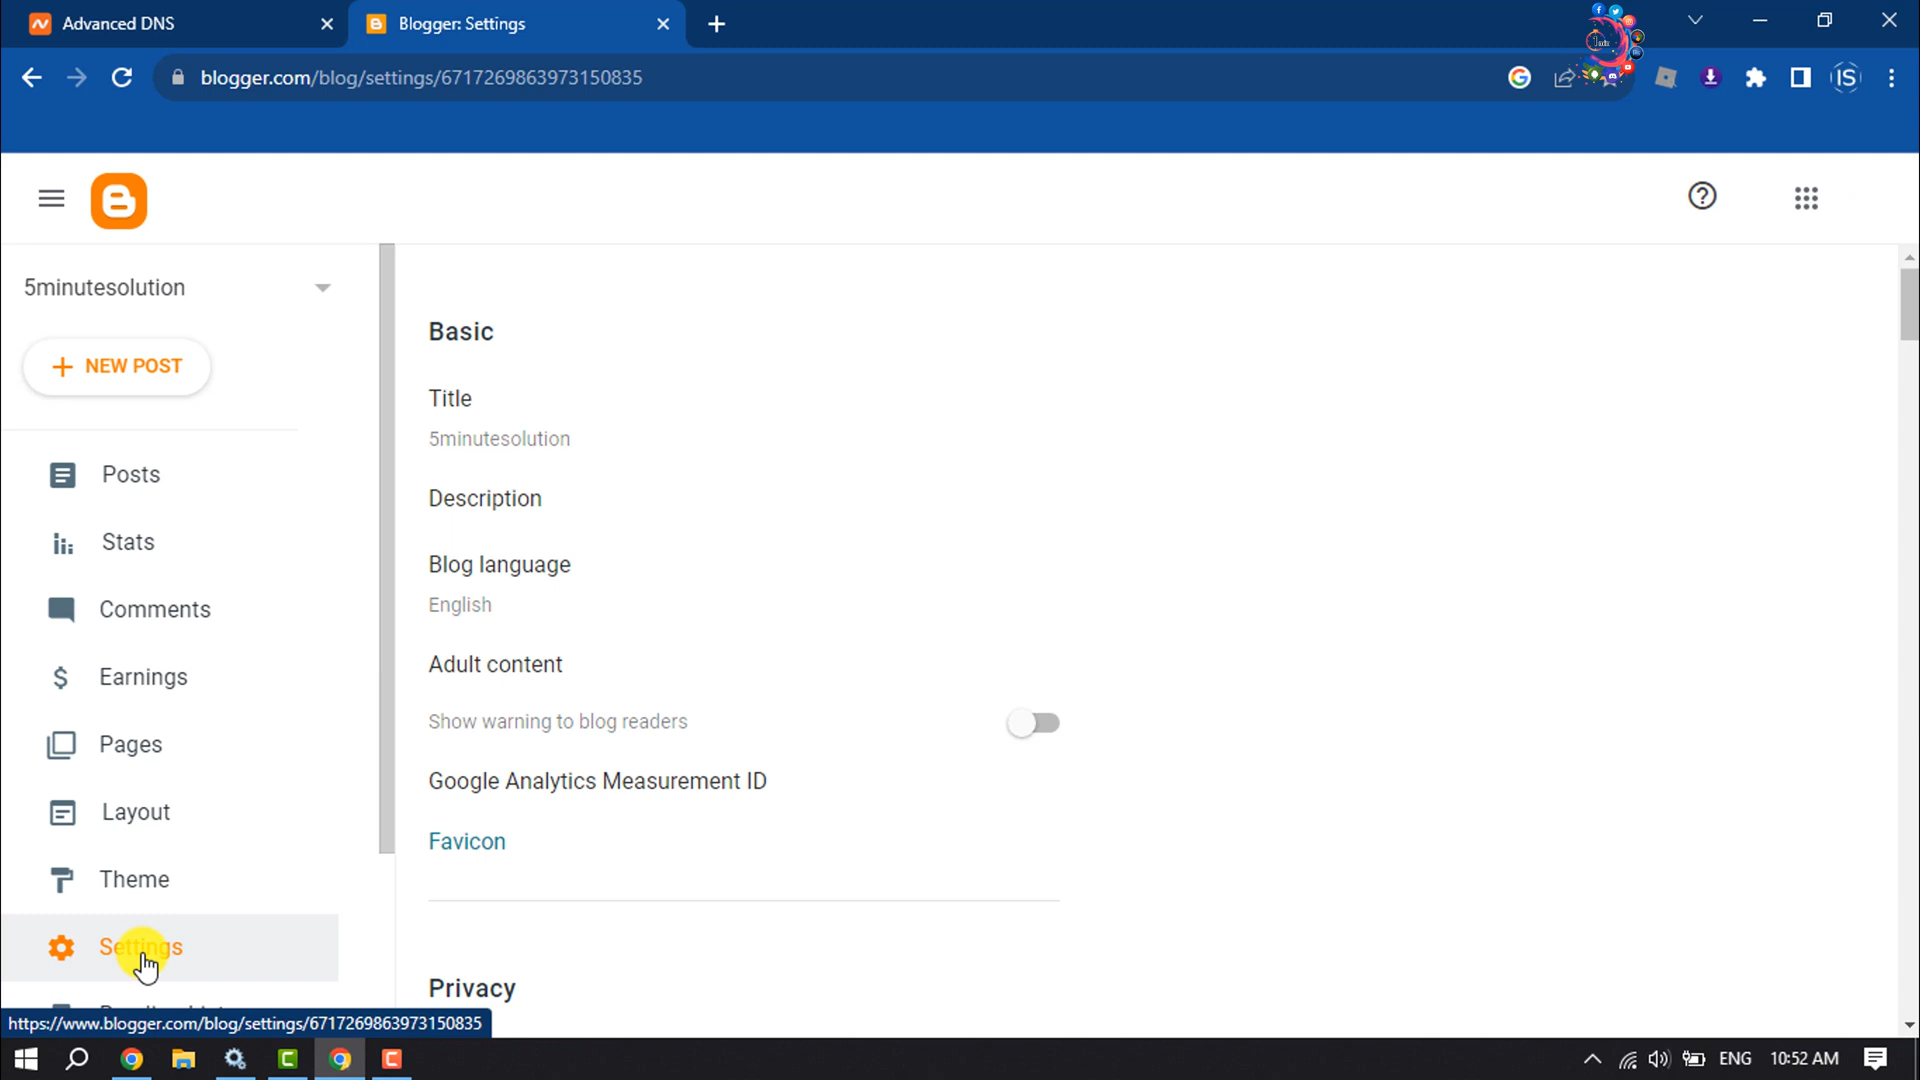 Advanced DNS
Blogger: Settings
blogger.com/blog/settings/6717269863973150835
IS
5minutesolution
NEW POST
Posts
Stats
Comments
Earnings
Pages
Layout
Theme
Settings
Basic
Title
5minutesolution
Description
Blog language
English
Adult content
Show warning to blog readers
Google Analytics Measurement ID
Favicon
Privacy
https://www.blogger.com/blog/settings/6717269863973150835
ENG
10:52 AM